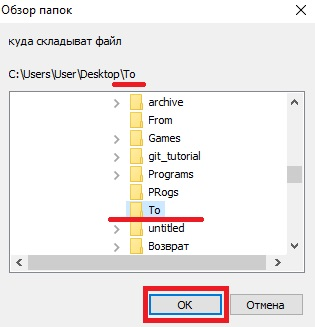 Обзор папок
куда складыват файл
C:\Users\User\Desktop\To
archive
From
Games
git_tutorial
Programs
PRogs
To
untitled
Возврат
OK
Отмена